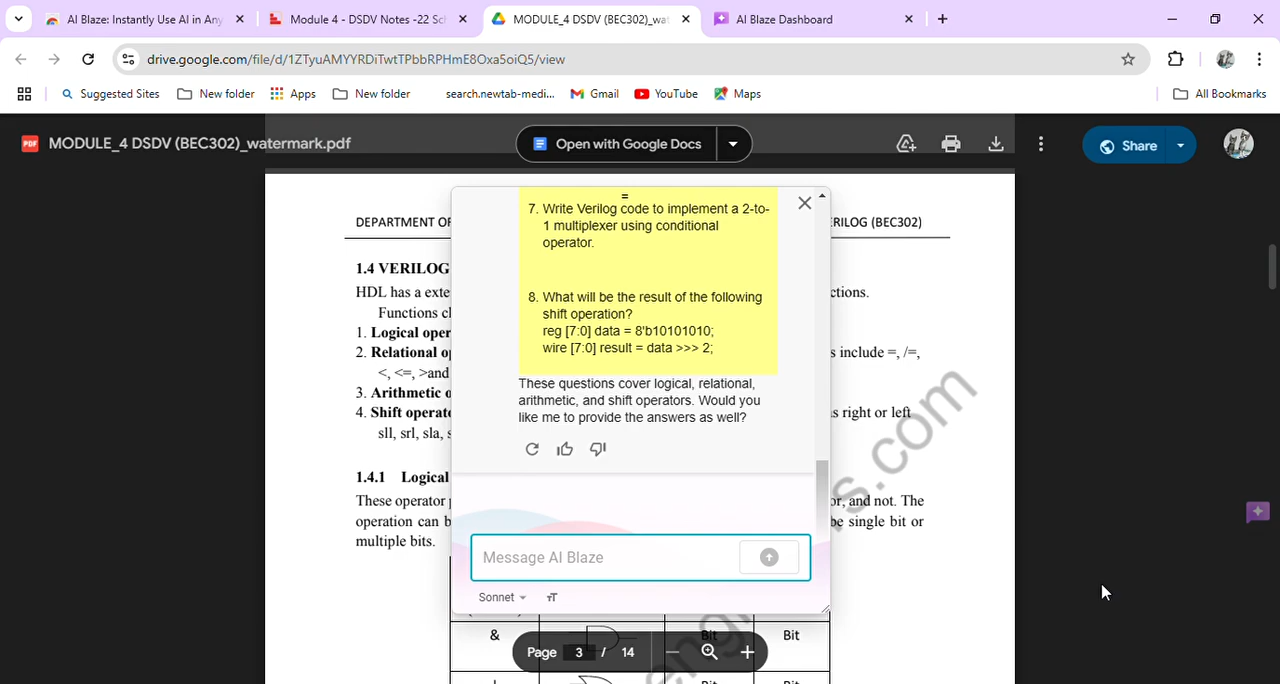 AI Blaze: Instantly Use AI in Any
Module 4 - DSDV Notes -22 Sc
MODULE_4 DSDV (BEC302)_wa
AI Blaze Dashboard
drive.google.com/file/d/1ZTyuAMYYRDiTwtTPbbRPHmE8Oxa5oiQ5/view
Suggested Sites
New folder
Apps
New folder
search.newtab-medi...
Gmail
YouTube
Maps
All Bookmarks
PDF
MODULE_4 DSDV (BEC302)_watermark.pdf
Open with Google Docs
Share
DEPARTMENT OF
ERILOG (BEC302)
1.4 VERILOG
HDL has a exte
ctions.
Functions cl
1. Logical oper
2. Relational o
s include =, /=,
<, <=, >and
3. Arithmetic o
4. Shift operato
s right or left
sll, srl, sla, s
1.4.1 Logical
These operator
or, and not. The
operation can b
be single bit or
multiple bits.
=
7. Write Verilog code to implement a 2-to-
1 multiplexer using conditional
operator.
8. What will be the result of the following
shift operation?
reg [7:0] data = 8'b10101010;
wire [7:0] result = data >>> 2;
These questions cover logical, relational,
arithmetic, and shift operators. Would you
like me to provide the answers as well?
Message AI Blaze
Sonnet
&
Bit
Bit
Page 3 / 14
s.com